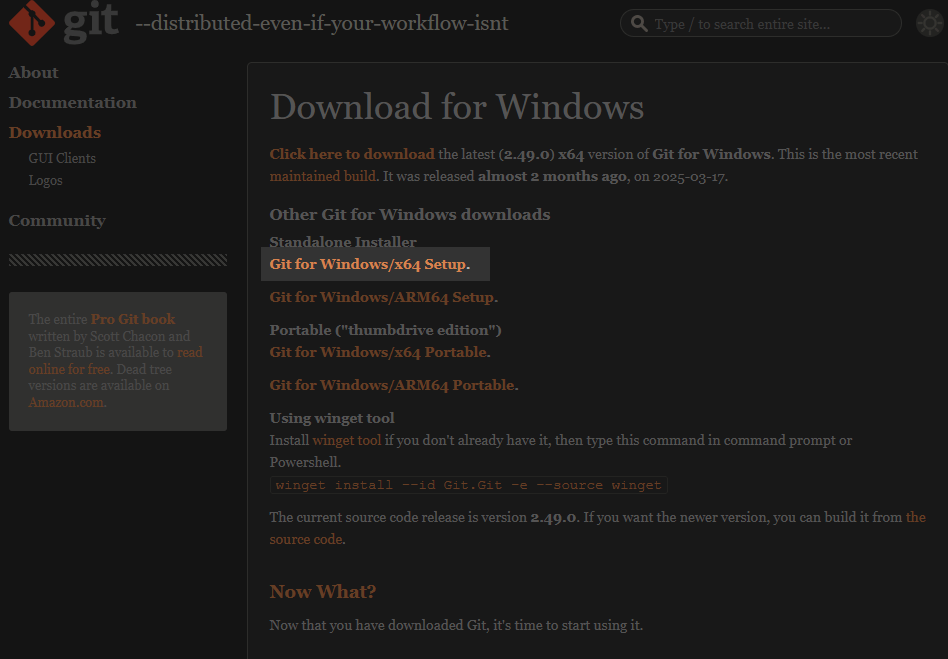 git --distributed-even-if-your-workflow-isnt
Type / to search entire site...
About
Documentation
Downloads
GUI Clients
Logos
Community
The entire Pro Git book
written by Scott Chacon and
Ben Straub is available to read
online for free. Dead tree
versions are available on
Amazon.com.
Download for Windows
Click here to download the latest (2.49.0) x64 version of Git for Windows. This is the most recent
maintained build. It was released almost 2 months ago, on 2025-03-17.
Other Git for Windows downloads
Standalone Installer
Git for Windows/x64 Setup.
Git for Windows/ARM64 Setup.
Portable ("thumbdrive edition")
Git for Windows/x64 Portable.
Git for Windows/ARM64 Portable.
Using winget tool
Install winget tool if you don't already have it, then type this command in command prompt or
Powershell.
winget install --id Git.Git -e --source winget
The current source code release is version 2.49.0. If you want the newer version, you can build it from the
source code.
Now What?
Now that you have downloaded Git, it's time to start using it.